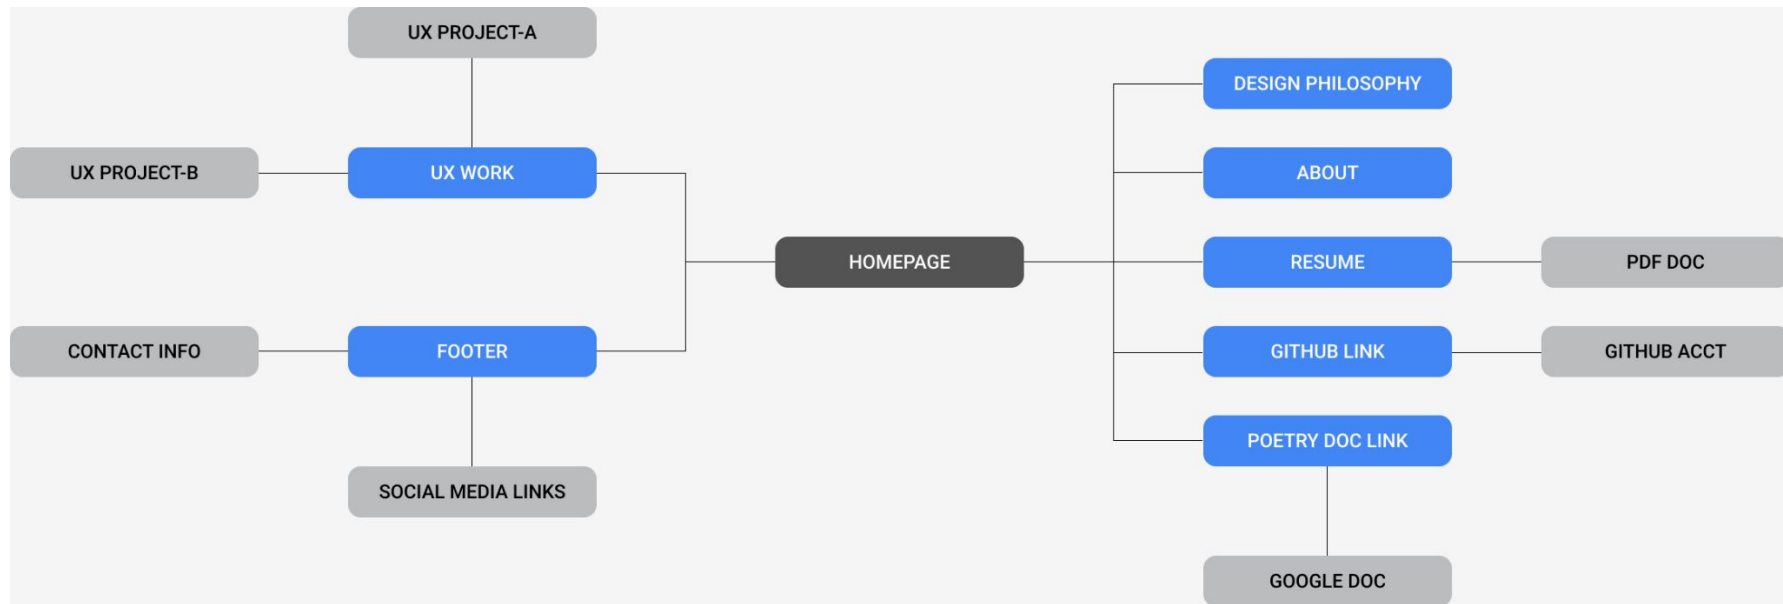 UX PROJECT-A
DESIGN PHILOSOPHY
UX PROJECT-B
UX WORK
ABOUT
HOMEPAGE
RESUME
PDF DOC
CONTACT INFO
FOOTER
GITHUB LINK
GITHUB ACCT
POETRY DOC LINK
SOCIAL MEDIA LINKS
GOOGLE DOC